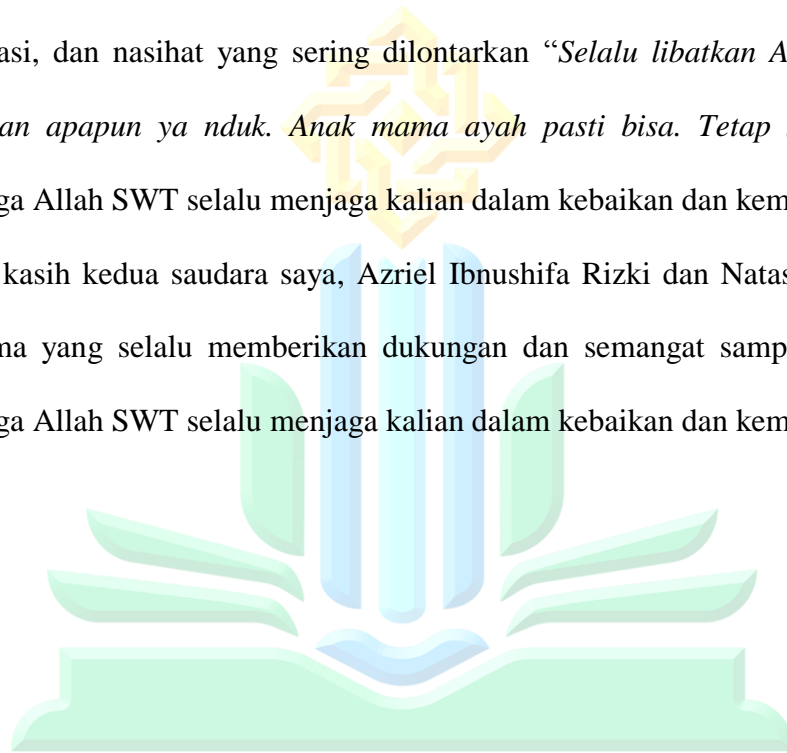 asi, dan nasihat yang sering dilontarkan “Selalu libatkan A
an apapun ya nduk. Anak mama ayah pasti bisa. Tetap
ga Allah SWT selalu menjaga kalian dalam kebaikan dan kem
kasih kedua saudara saya, Azriel Ibnushifa Rizki dan Natas
ma yang selalu memberikan dukungan dan semangat samp
ga Allah SWT selalu menjaga kalian dalam kebaikan dan kem